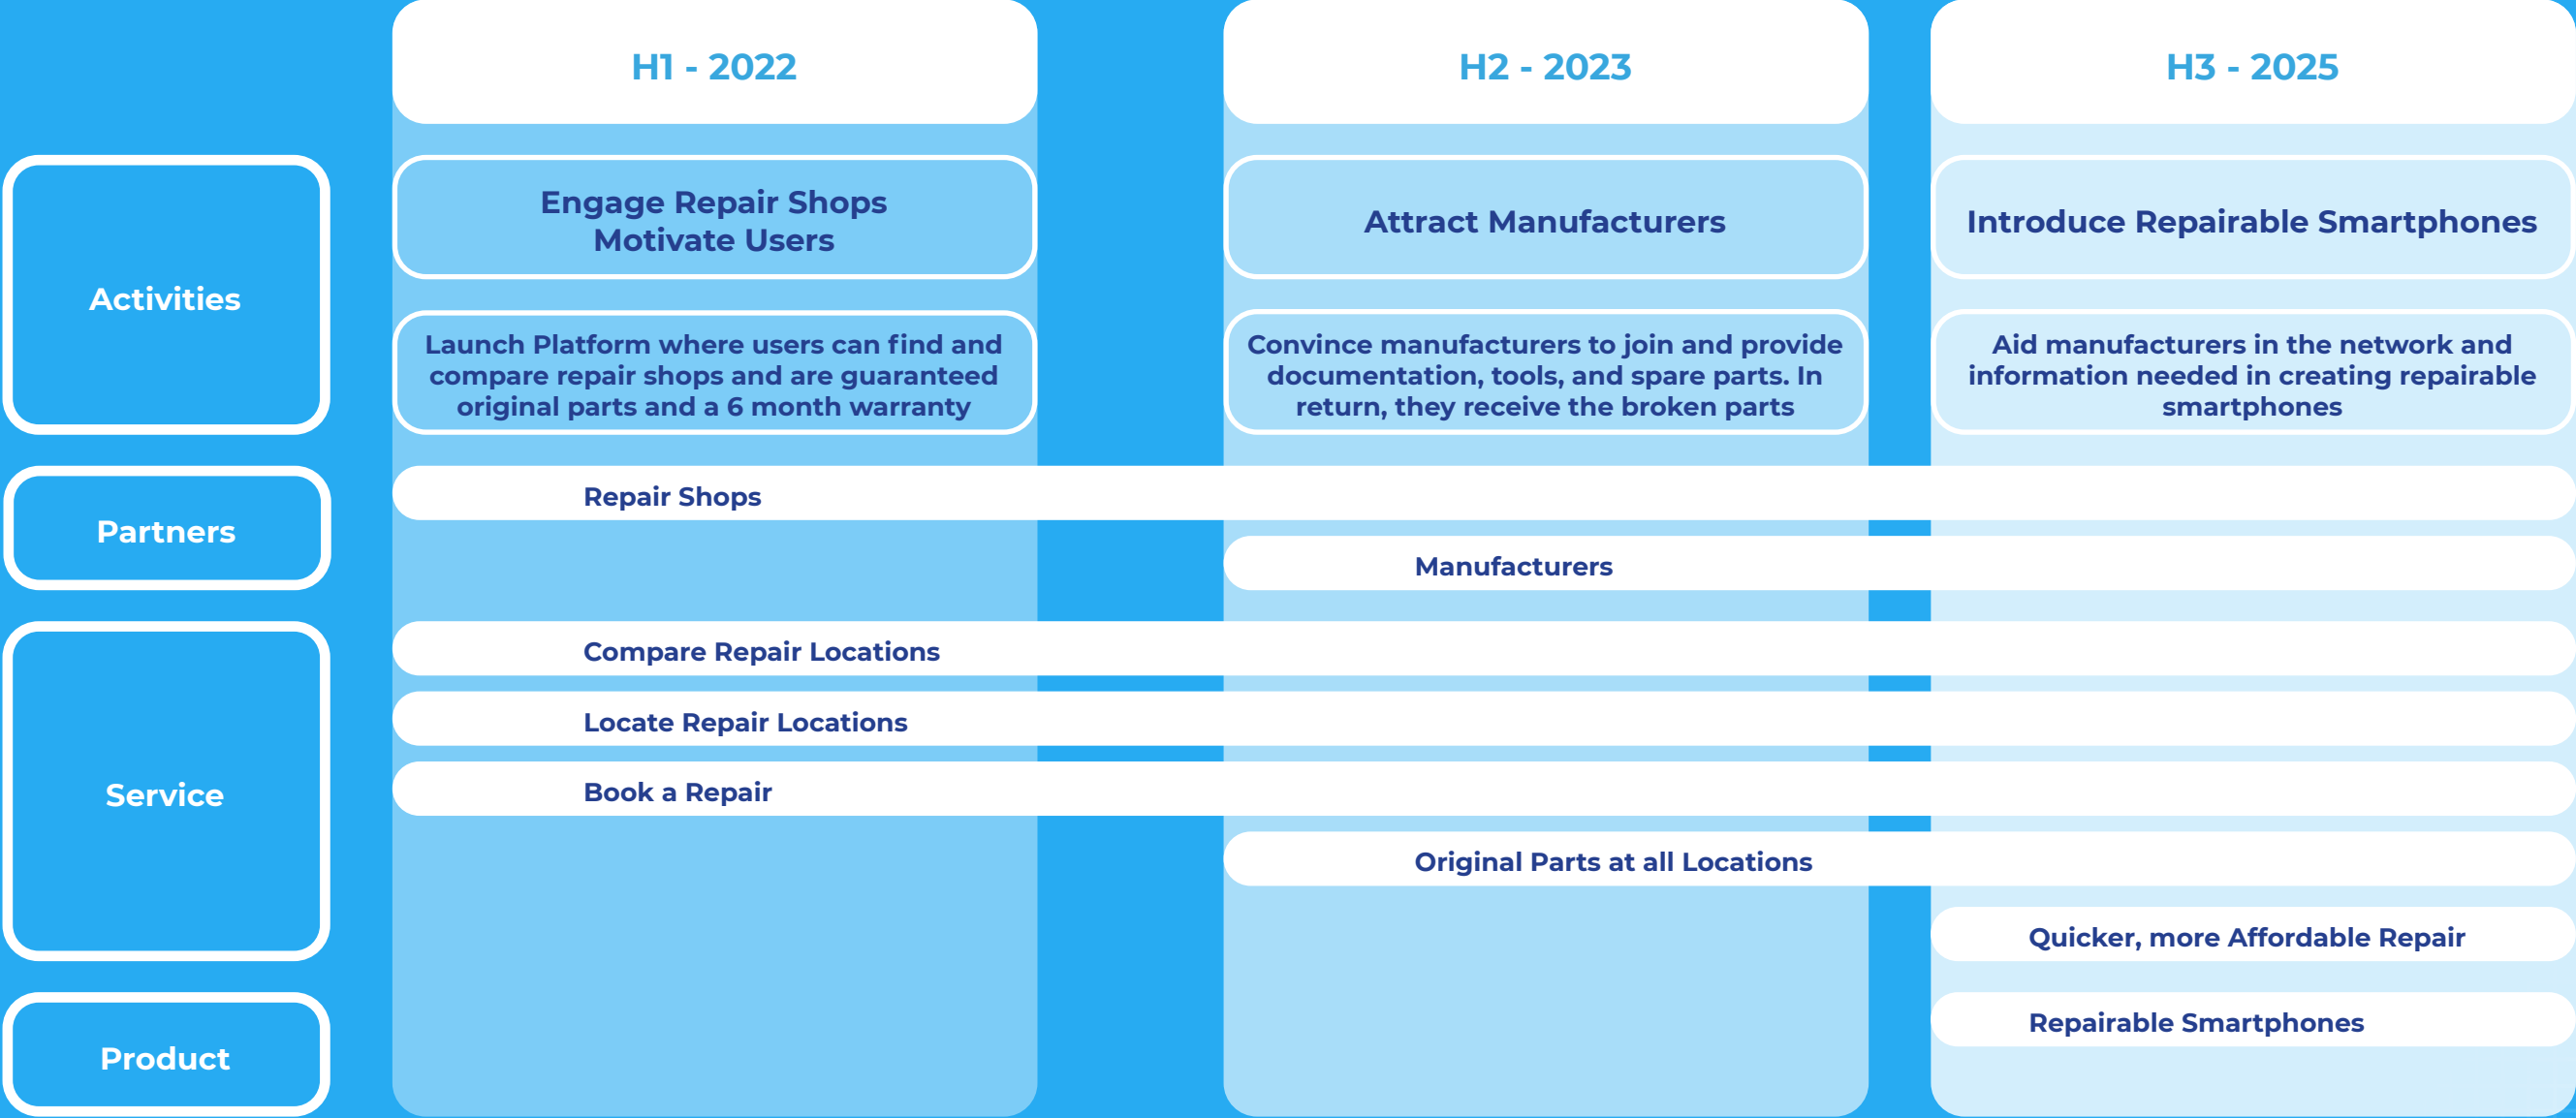 H1 - 2022
H2 - 2023
H3 - 2025
Activities
Engage Repair Shops
Motivate Users
Attract Manufacturers
Introduce Repairable Smartphones
Launch Platform where users can find and
compare repair shops and are guaranteed
original parts and a 6 month warranty
Convince manufacturers to join and provide
documentation, tools, and spare parts. In
return, they receive the broken parts
Aid manufacturers in the network and
information needed in creating repairable
smartphones
Partners
Repair Shops
Manufacturers
Service
Compare Repair Locations
Locate Repair Locations
Book a Repair
Original Parts at all Locations
Quicker, more Affordable Repair
Product
Repairable Smartphones